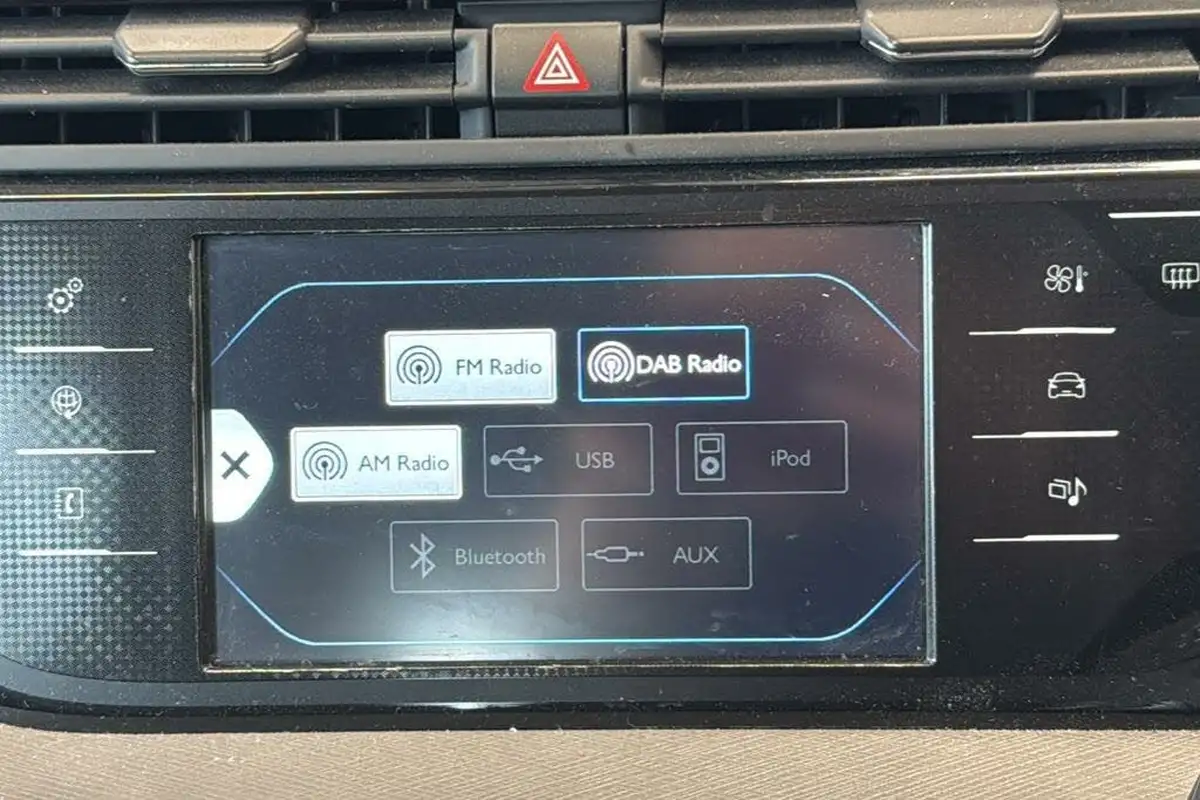 FM Radio
DAB Radio
AM Radio
USB
iPod
Bluetooth
AUX